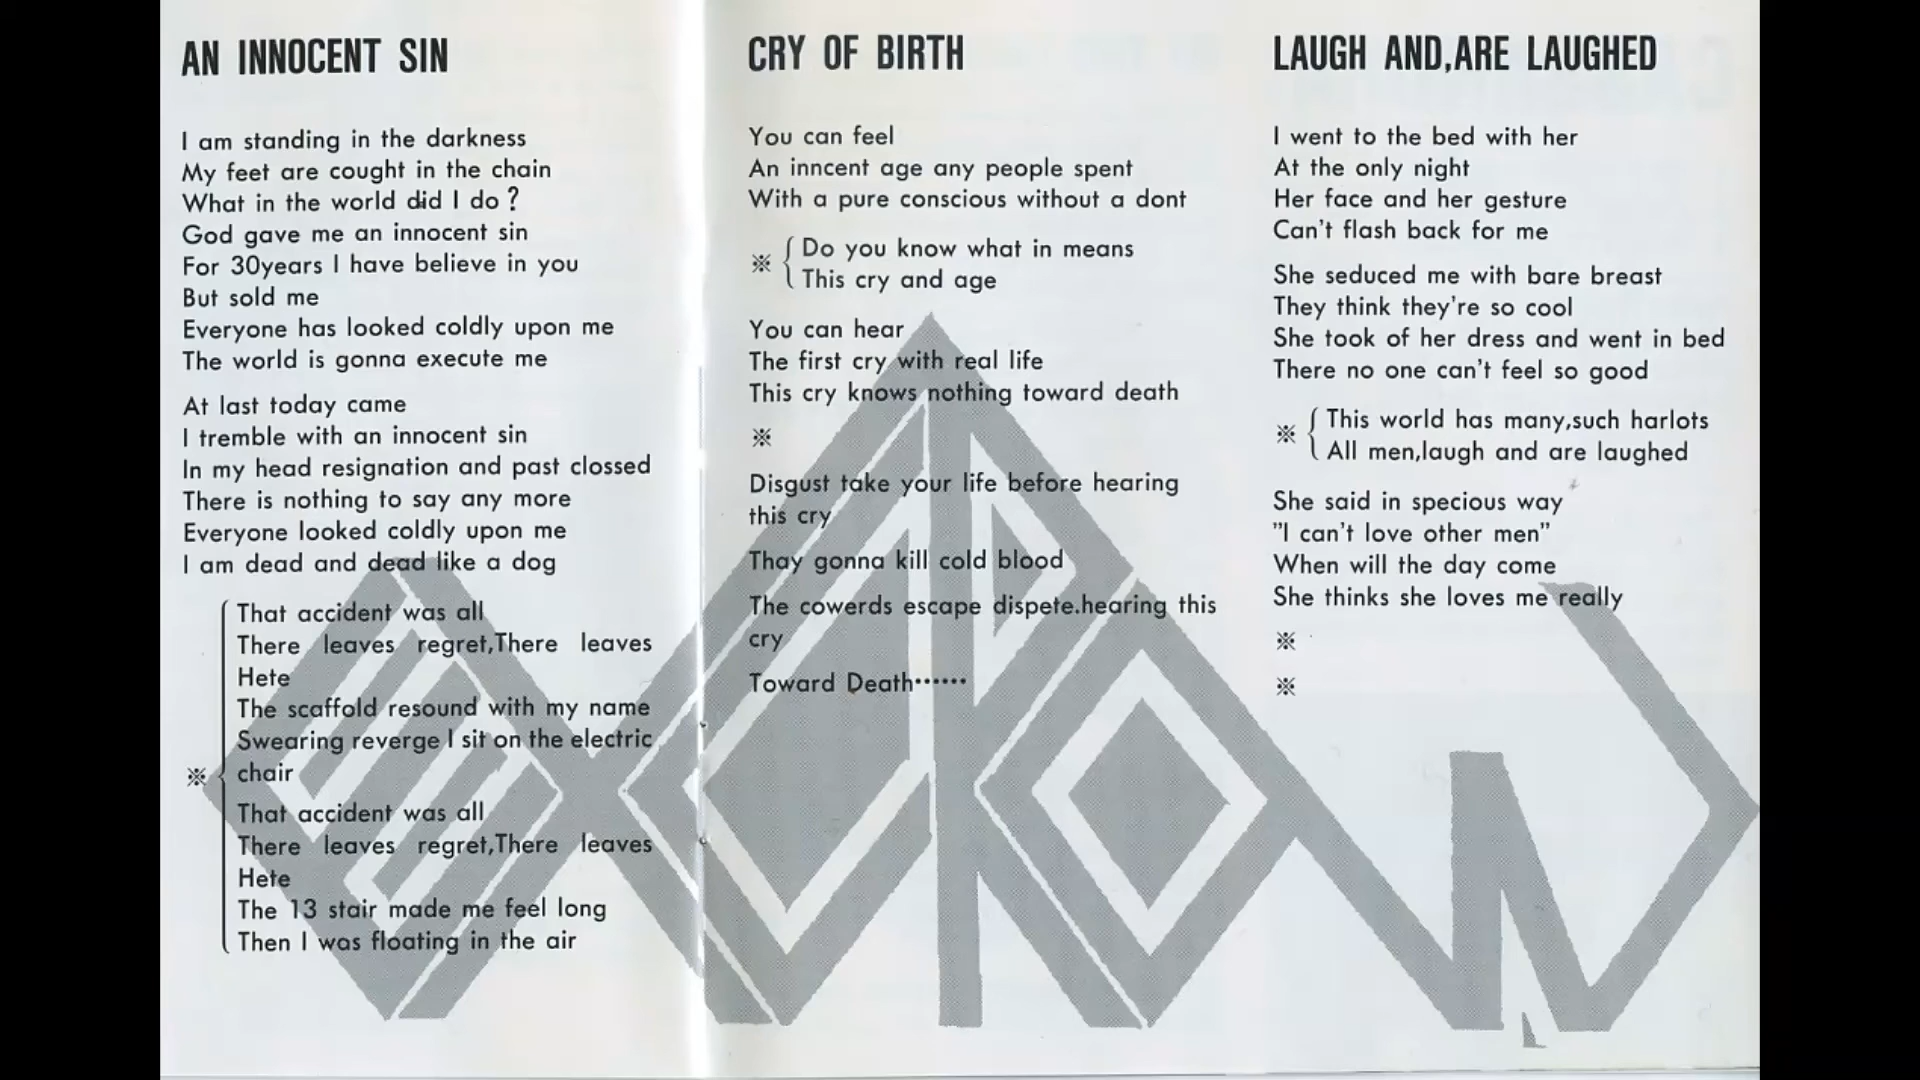 AN INNOCENT SIN
I am standing in the darkness
My feet are cought in the chain
What in the world did I do?
God gave me an innocent sin
For 30years I have believe in you
But sold me
Everyone has looked coldly upon me
The world is gonna execute me
At last today came
I tremble with an innocent sin
In my head resignation and past clossed
There is nothing to say any more
Everyone looked coldly upon me
I am dead and dead like a dog
That accident was all
There leaves regret,There leaves
Hete
The scaffold resound with my name
Swearing reverge I sit on the electric
※ chair
That accident was all
There leaves regret,There leaves
Hete
The 13 stair made me feel long
Then I was floating in the air
CRY OF BIRTH
You can feel
An inncent age any people spent
With a pure conscious without a dont
※ Do you know what in means
This cry and age
You can hear
The first cry with real life
This cry knows nothing toward death
※
Disgust take your life before hearing
this cry
Thay gonna kill cold blood
The cowerds escape dispete.hearing this
cry
Toward Death······
LAUGH AND,ARE LAUGHED
I went to the bed with her
At the only night
Her face and her gesture
Can't flash back for me
She seduced me with bare breast
They think they're so cool
She took of her dress and went in bed
There no one can't feel so good
※ This world has many,such harlots
All men,laugh and are laughed
She said in specious way
"I can't love other men"
When will the day come
She thinks she loves me really
※
※